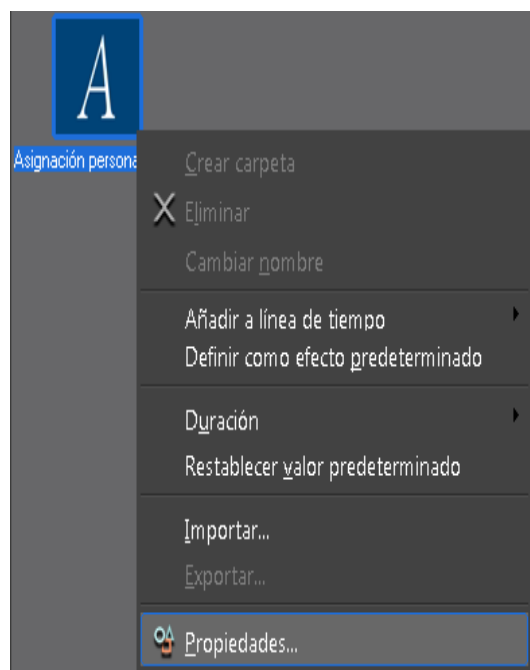 A
Asignación persona
Crear carpeta
Eliminar
Cambiar nombre
Añadir a línea de tiempo
Definir como efecto predeterminado
Duración
Restablecer valor predeterminado
Importar...
Exportar...
Propiedades...